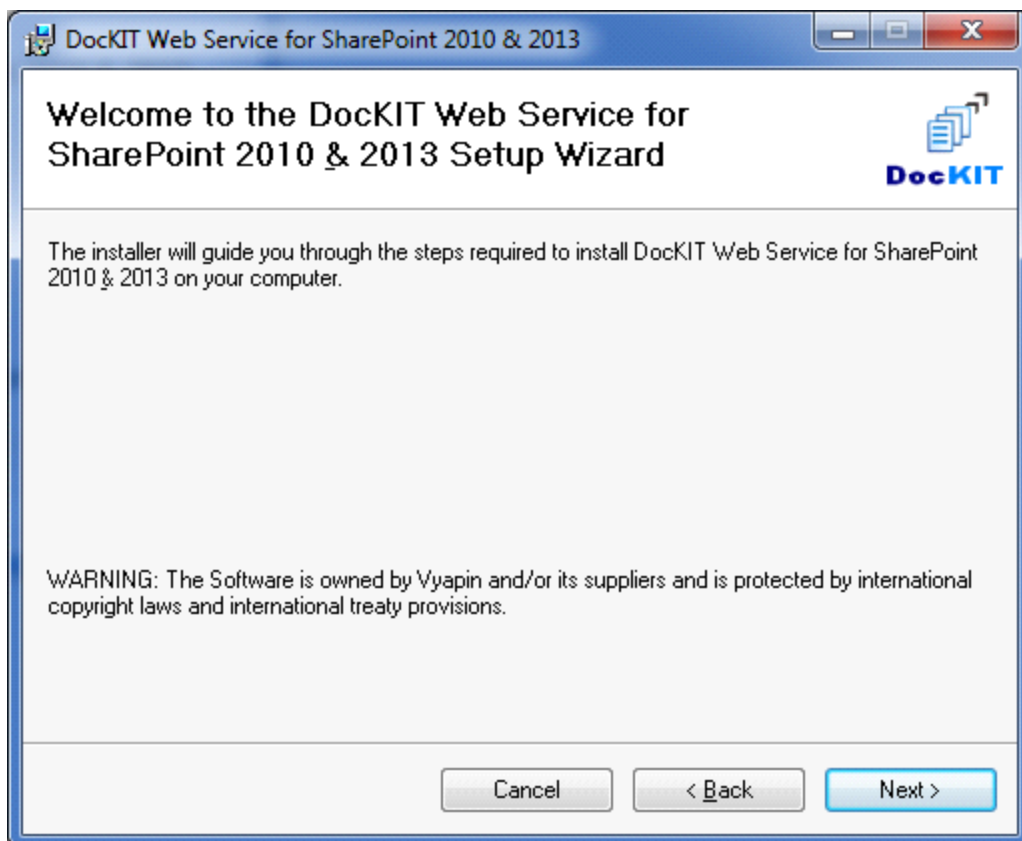 DocKIT Web Service for SharePoint 2010 & 2013
Welcome to the DocKIT Web Service for
SharePoint 2010 & 2013 Setup Wizard
DocKIT
The installer will guide you through the steps required to install DocKIT Web Service for SharePoint
2010 & 2013 on your computer.
WARNING: The Software is owned by Vyapin and/or its suppliers and is protected by international
copyright laws and international treaty provisions.
Cancel
< Back
Next >